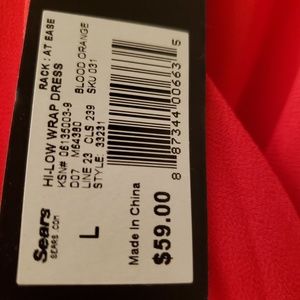 RACK : AT EASE
HI-LOW WRAP DRESS
KSN# 06135003-9
D07 M64380 BLOOD ORANGE
LINE 23 CLS 239 SKU 031
STYLE 33231
Sears
SEARS.COM
L
8 87344 00663 5
Made In China
$59.00